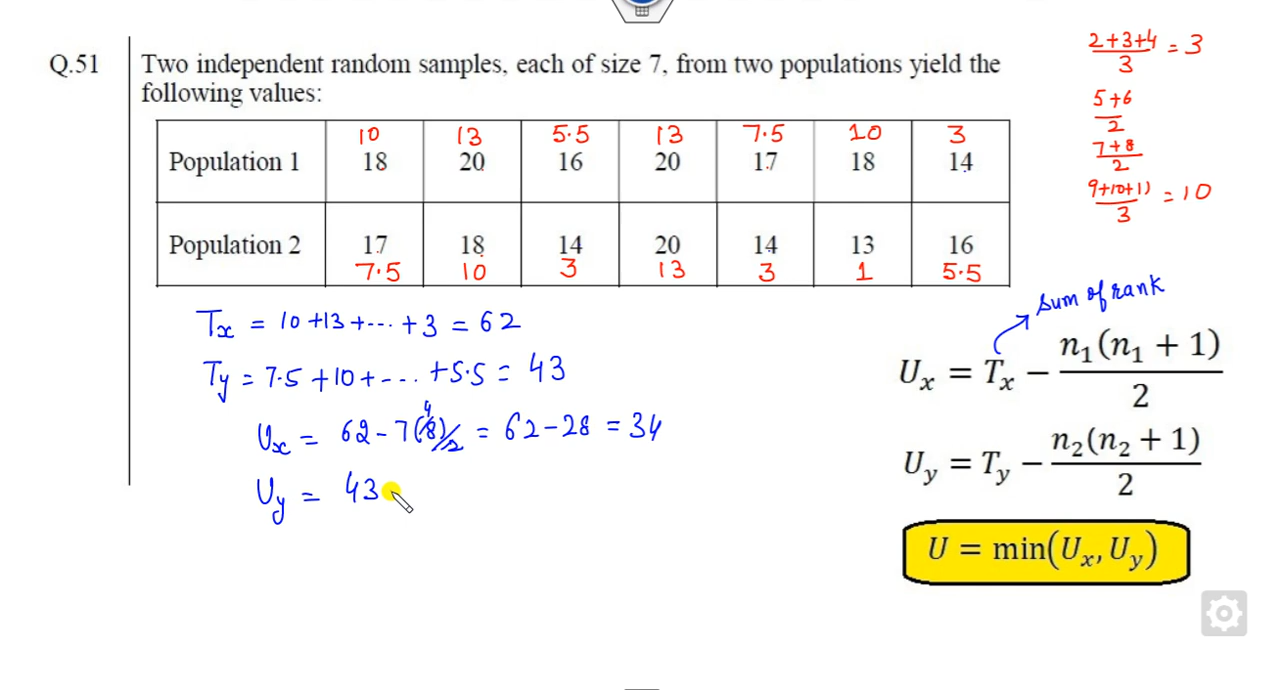 Q.51
Two independent random samples, each of size 7, from two populations yield the
following values:
2+3+4/3 = 3
5+6/2
7+8/2
9+10+11/3 = 10
10 13 5.5 13 7.5 10 3
Population 1 18 20 16 20 17 18 14
Population 2 17 18 14 20 14 13 16
7.5 10 3 13 3 1 5.5
Tx = 10+13+---+3 = 62
Ty = 7.5+10+---- +5.5 = 43
4
Ux = 62-7(8)/2 = 62-28 = 34
Uy = 43
Sum of rank
Ux = Tx − n1(n1 + 1)/2
Uy = Ty − n2(n2 + 1)/2
U = min(Ux, Uy)